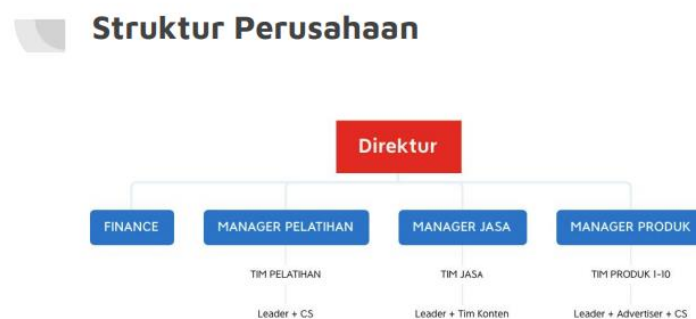 Struktur Perusahaan
Direktur
FINANCE
MANAGER PELATIHAN
MANAGER JASA
MANAGER PRODUK
TIM PELATIHAN
TIM JASA
TIM PRODUK 1-10
Leader + CS
Leader + Tim Konten
Leader + Advertiser + CS